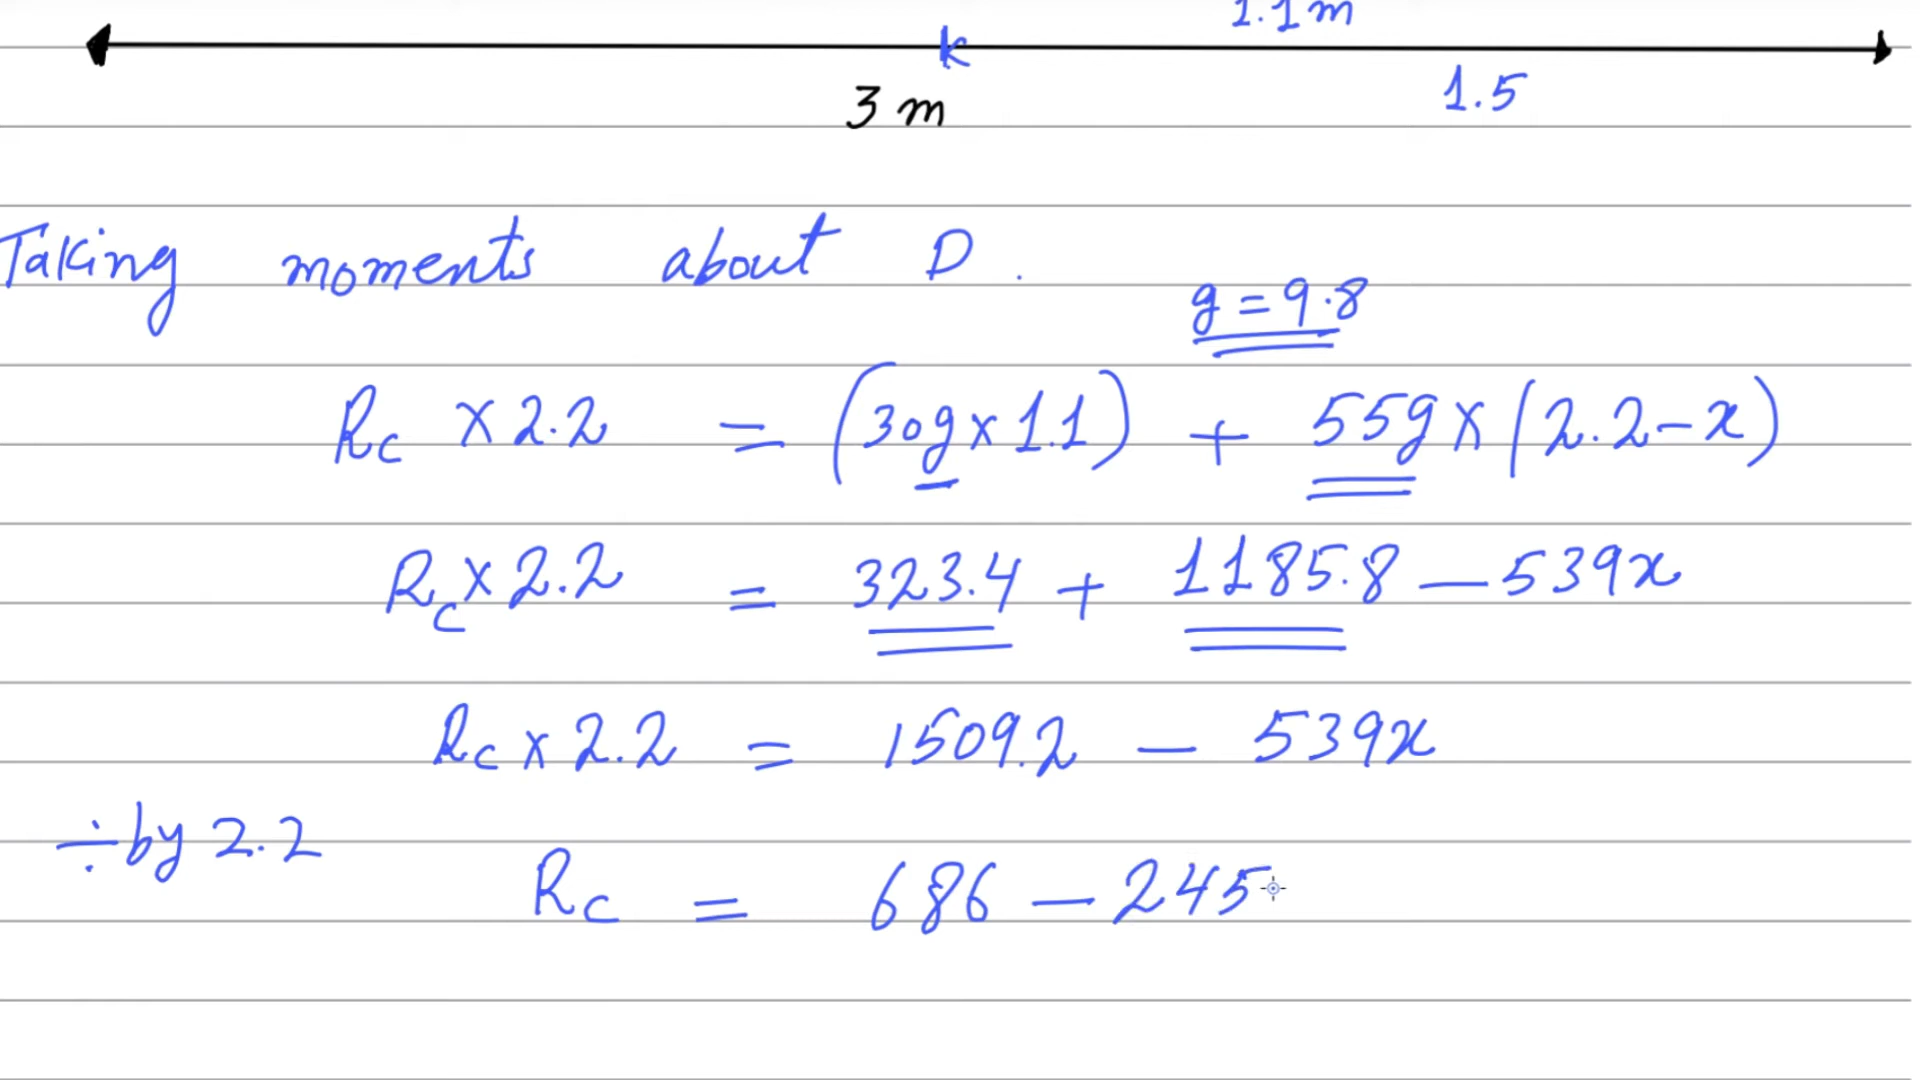 1.1m
k
3 m
1.5
Taking moments about D.
g = 9.8
Rc × 2.2 = (30g × 1.1) + 55g × (2.2 - x)
Rc × 2.2 = 323.4 + 1185.8 - 539x
Rc × 2.2 = 1509.2 - 539x
÷ by 2.2
Rc = 686 - 245